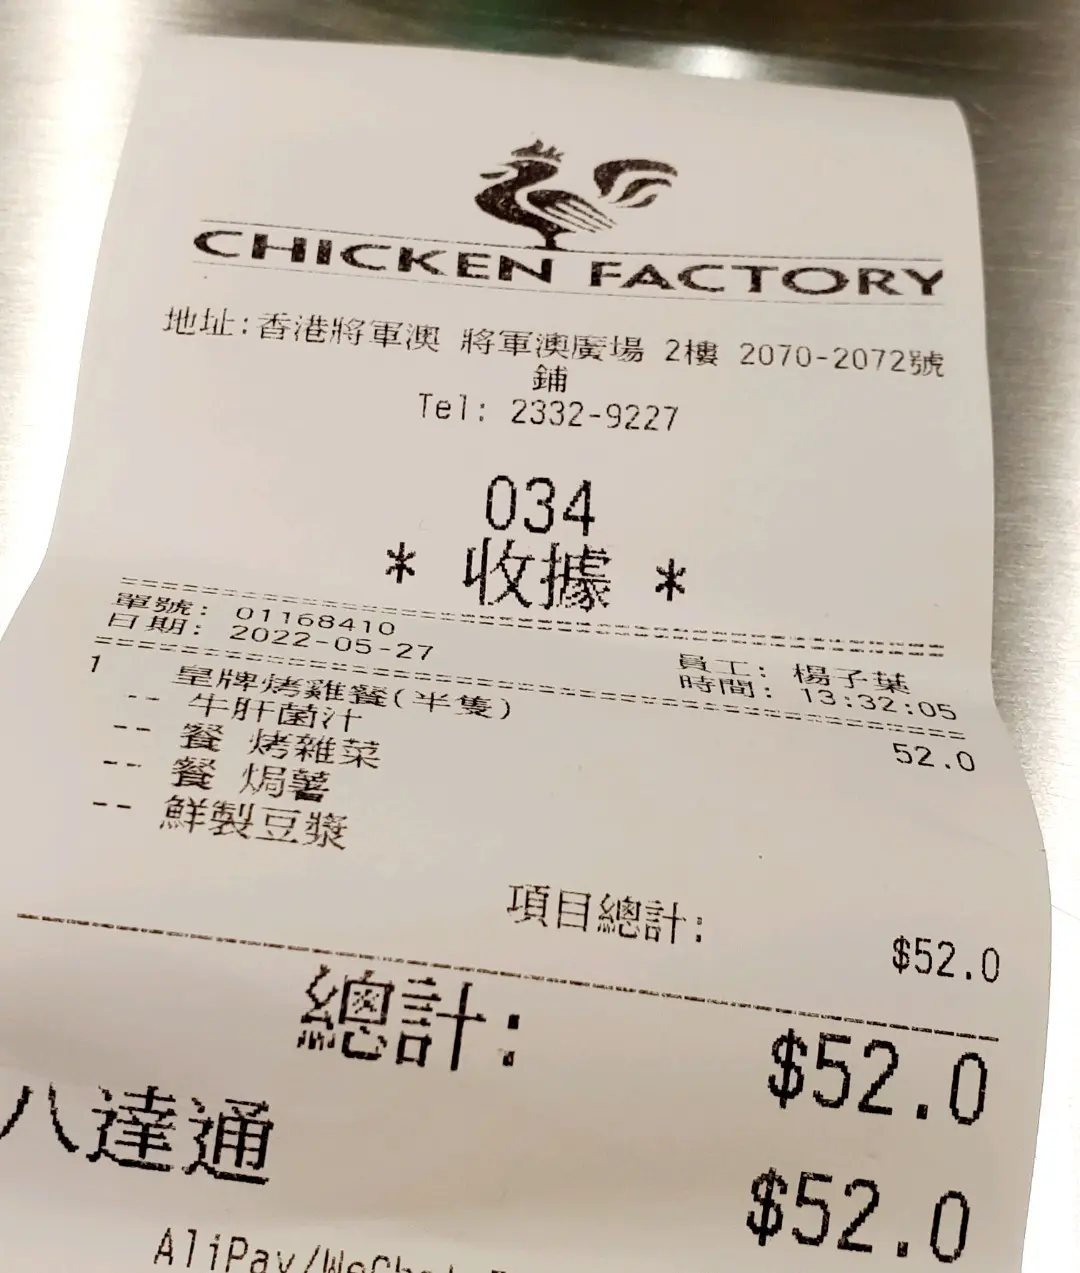 CHICKEN FACTORY
地址:香港將軍澳 將軍澳廣場 2樓 2070-2072號
鋪
Tel: 2332-9227
034
* 收據 *
單號: 01168410 員工: 楊子葉
日期: 2022-05-27 時間: 13:32:05
1 皇牌烤雞餐(半隻) 52.0
-- 牛肝菌汁
-- 餐 烤雜菜
-- 餐 焗薯
-- 鮮製豆漿
項目總計: $52.0
總計: $52.0
八達通 $52.0
AliPay/WeChat